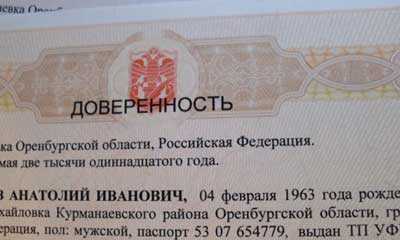 ДОВЕРЕННОСТЬ
ка Оренбургской области, Российская Федерация.
мая две тысячи одиннадцатого года.
В АНАТОЛИЙ ИВАНОВИЧ, 04 февраля 1963 года рожде
хайловка Курманаевского района Оренбургской области, гр
ерация, пол: мужской, паспорт 53 07 654779, выдан ТП УФ